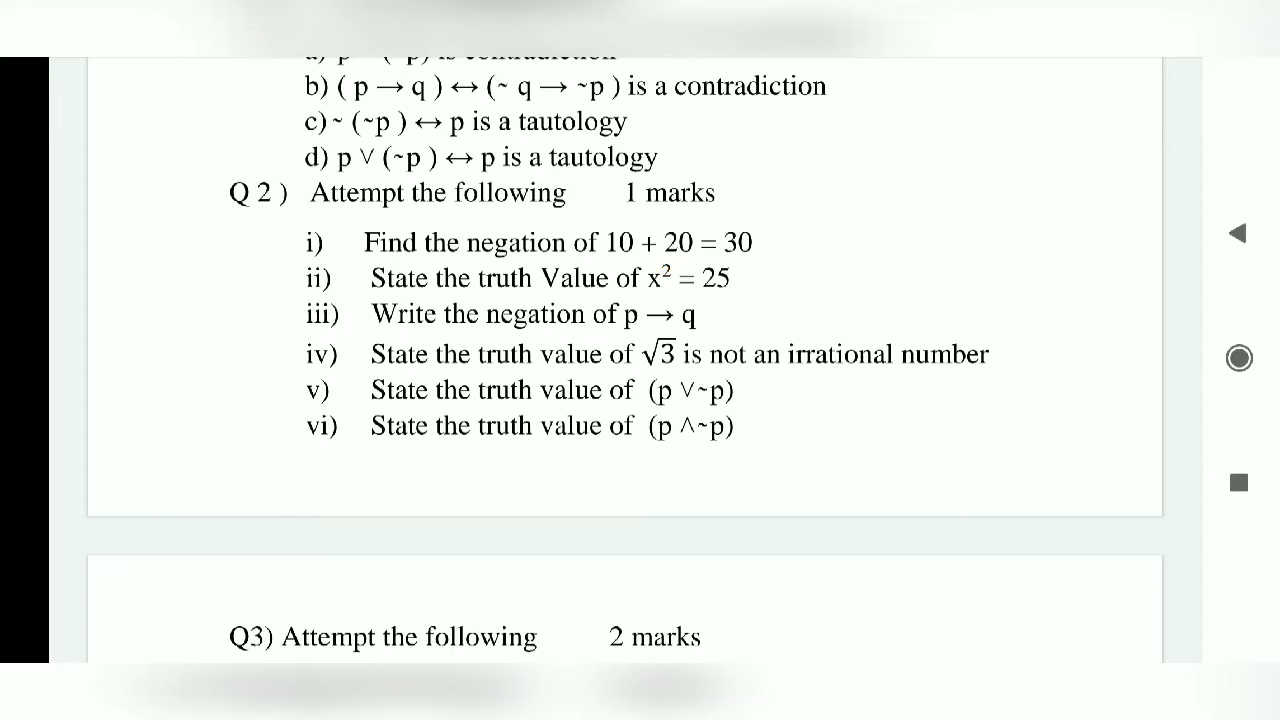 b) ( p → q ) ↔ (~ q → ~p ) is a contradiction
c) ~ (~p ) ↔ p is a tautology
d) p ∨ (~p ) ↔ p is a tautology
Q 2 ) Attempt the following 1 marks
i) Find the negation of 10 + 20 = 30
ii) State the truth Value of x² = 25
iii) Write the negation of p → q
iv) State the truth value of √3 is not an irrational number
v) State the truth value of (p ∨~p)
vi) State the truth value of (p ∧~p)
Q3) Attempt the following 2 marks